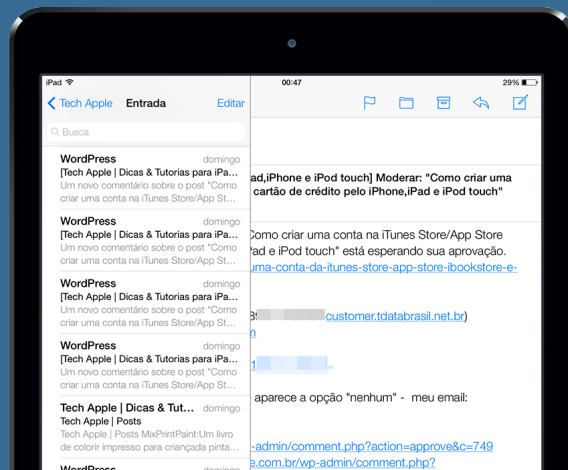 iPad
00:47
29%
Tech Apple
Entrada
Editar
Busca
WordPress domingo
[Tech Apple | Dicas & Tutorias para iPa...
Um novo comentário sobre o post "Como
criar uma conta na iTunes Store/App St...
WordPress domingo
[Tech Apple | Dicas & Tutorias para iPa...
Um novo comentário sobre o post "Como
criar uma conta na iTunes Store/App St...
WordPress domingo
[Tech Apple | Dicas & Tutorias para iPa...
Um novo comentário sobre o post "Como
criar uma conta na iTunes Store/App St...
WordPress domingo
[Tech Apple | Dicas & Tutorias para iPa...
Um novo comentário sobre o post "Como
criar uma conta na iTunes Store/App St...
Tech Apple | Dicas & Tut... domingo
Tech Apple | Posts
Tech Apple | Posts MixPrintPaint:Um livro
de colorir impresso para criançada pinta...
WordPress domingo
ad,iPhone e iPod touch] Moderar: "Como criar uma
cartão de crédito pelo iPhone,iPad e iPod touch"
Como criar uma conta na iTunes Store/App Store
Pad e iPod touch" está esperando sua aprovação.
uma-conta-da-itunes-store-app-store-ibookstore-e-
customer.tdatabrasil.net.br)
aparece a opção "nenhum" - meu email:
-admin/comment.php?action=approve&c=749
e.com.br/wp-admin/comment.php?